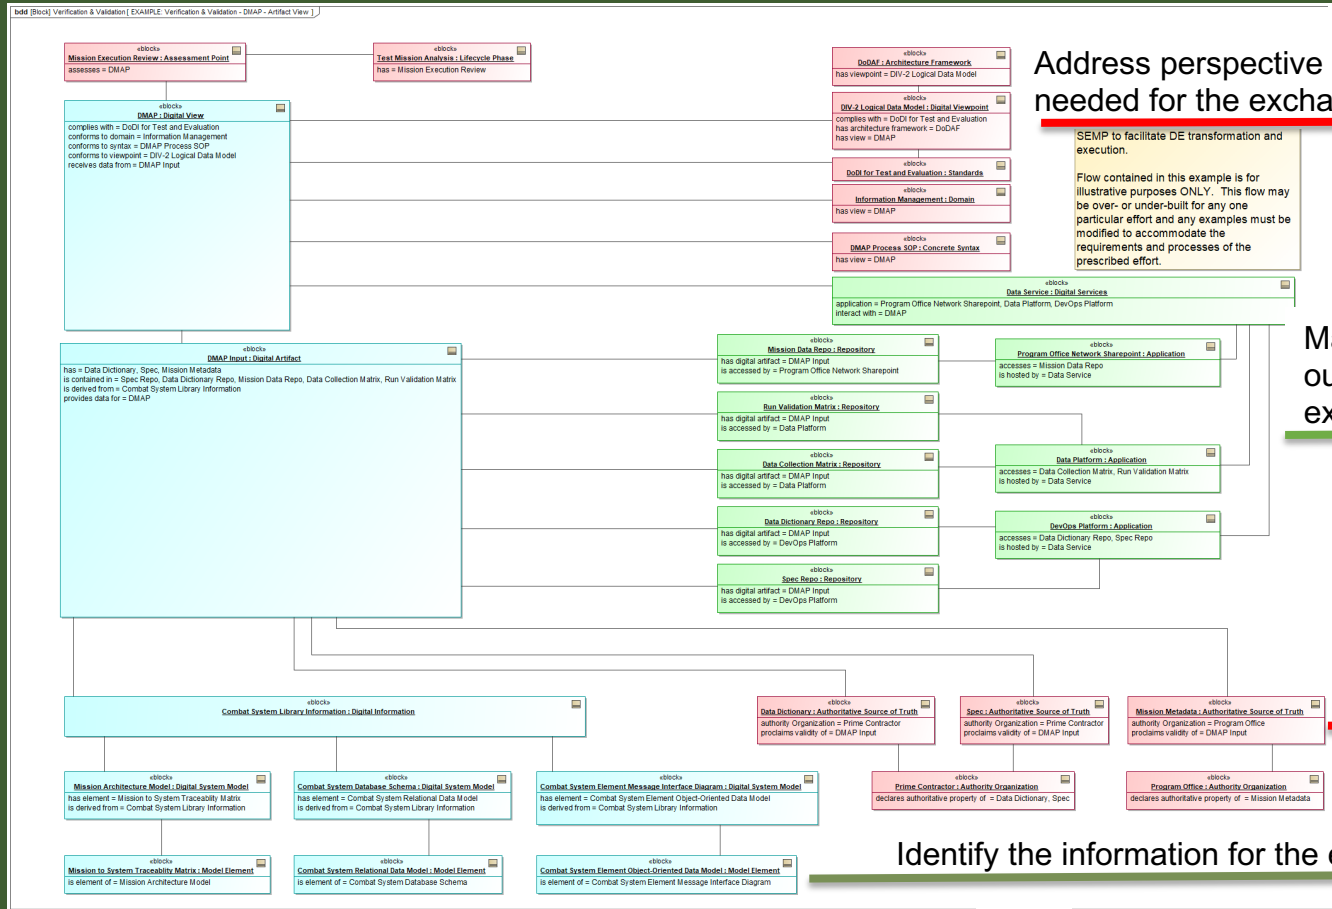 bdd [Block] Verification & Validation [ EXAMPLE: Verification & Validation - DMAP - Artifact View ]
«block»
Mission Execution Review : Assessment Point
assesses = DMAP
«block»
Test Mission Analysis : Lifecycle Phase
has = Mission Execution Review
«block»
DoDAF : Architecture Framework
has viewpoint = DIV-2 Logical Data Model
Address perspective
needed for the excha
«block»
DMAP : Digital View
complies with = DoDI for Test and Evaluation
conforms to domain = Information Management
conforms to syntax = DMAP Process SOP
conforms to viewpoint = DIV-2 Logical Data Model
receives data from = DMAP Input
«block»
DIV-2 Logical Data Model : Digital Viewpoint
complies with = DoDI for Test and Evaluation
has architecture framework = DoDAF
has view = DMAP
SEMP to facilitate DE transformation and
execution.
Flow contained in this example is for
illustrative purposes ONLY.  This flow may
be over- or under-built for any one
particular effort and any examples must be
modified to accommodate the
requirements and processes of the
prescribed effort.
«block»
DoDI for Test and Evaluation : Standards
«block»
Information Management : Domain
has view = DMAP
«block»
DMAP Process SOP : Concrete Syntax
has view = DMAP
«block»
Data Service : Digital Services
application = Program Office Network Sharepoint, Data Platform, DevOps Platform
interact with = DMAP
Ma
ou
ex
«block»
DMAP Input : Digital Artifact
has = Data Dictionary, Spec, Mission Metadata
is contained in = Spec Repo, Data Dictionary Repo, Mission Data Repo, Data Collection Matrix, Run Validation Matrix
is derived from = Combat System Library Information
provides data for = DMAP
«block»
Mission Data Repo : Repository
has digital artifact = DMAP Input
is accessed by = Program Office Network Sharepoint
«block»
Program Office Network Sharepoint : Application
accesses = Mission Data Repo
is hosted by = Data Service
«block»
Run Validation Matrix : Repository
has digital artifact = DMAP Input
is accessed by = Data Platform
«block»
Data Collection Matrix : Repository
has digital artifact = DMAP Input
is accessed by = Data Platform
«block»
Data Platform : Application
accesses = Data Collection Matrix, Run Validation Matrix
is hosted by = Data Service
«block»
Data Dictionary Repo : Repository
has digital artifact = DMAP Input
is accessed by = DevOps Platform
«block»
DevOps Platform : Application
accesses = Data Dictionary Repo, Spec Repo
is hosted by = Data Service
«block»
Spec Repo : Repository
has digital artifact = DMAP Input
is accessed by = DevOps Platform
«block»
Combat System Library Information : Digital Information
«block»
Data Dictionary : Authoritative Source of Truth
authority Organization = Prime Contractor
proclaims validity of = DMAP Input
«block»
Spec : Authoritative Source of Truth
authority Organization = Prime Contractor
proclaims validity of = DMAP Input
«block»
Mission Metadata : Authoritative Source of Truth
authority Organization = Program Office
proclaims validity of = DMAP Input
«block»
Mission Architecture Model : Digital System Model
has element = Mission to System Traceablity Matrix
is derived from = Combat System Library Information
«block»
Combat System Database Schema : Digital System Model
has element = Combat System Relational Data Model
is derived from = Combat System Library Information
«block»
Combat System Element Message Interface Diagram : Digital System Model
has element = Combat System Element Object-Oriented Data Model
is derived from = Combat System Library Information
«block»
Prime Contractor : Authority Organization
declares authoritative property of  = Data Dictionary, Spec
«block»
Program Office : Authority Organization
declares authoritative property of  = Mission Metadata
«block»
Mission to System Traceablity Matrix : Model Element
is element of = Mission Architecture Model
«block»
Combat System Relational Data Model : Model Element
is element of = Combat System Database Schema
«block»
Combat System Element Object-Oriented Data Model : Model Element
is element of = Combat System Element Message Interface Diagram
Identify the information for the e